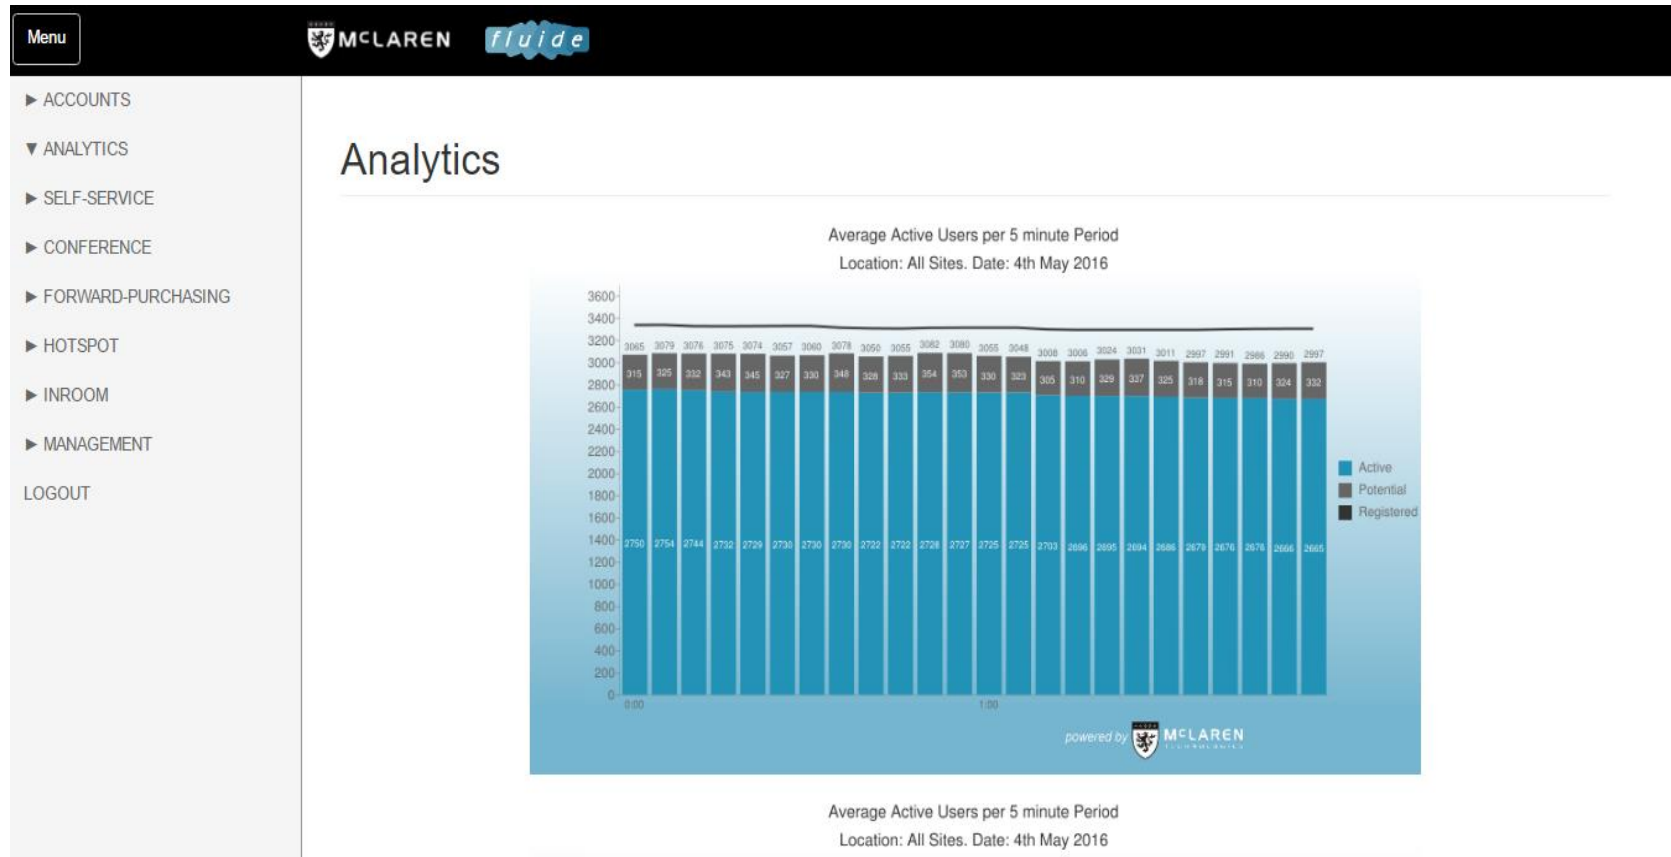 Menu
McLAREN
fluide
► ACCOUNTS
▼ ANALYTICS
► SELF-SERVICE
► CONFERENCE
► FORWARD-PURCHASING
► HOTSPOT
► INROOM
► MANAGEMENT
LOGOUT
Analytics
Average Active Users per 5 minute Period
Location: All Sites. Date: 4th May 2016
3600
3400
3200
3000
2800
2600
2400
2200
2000
1800
1600
1400
1200
1000
800
600
400
200
0
3065 3079 3076 3075 3074 3057 3060 3078 3050 3055 3082 3080 3055 3048 3008 3006 3024 3031 3011 2997 2991 2986 2990 2997
315 325 332 343 345 327 330 348 328 333 354 353 330 323 305 310 329 337 325 318 315 310 324 332
2750 2754 2744 2732 2729 2730 2730 2730 2722 2722 2728 2727 2725 2725 2703 2696 2695 2694 2686 2679 2676 2676 2666 2665
0:00 1:00
Active
Potential
Registered
powered by McLAREN
TECHNOLOGIES
Average Active Users per 5 minute Period
Location: All Sites. Date: 4th May 2016